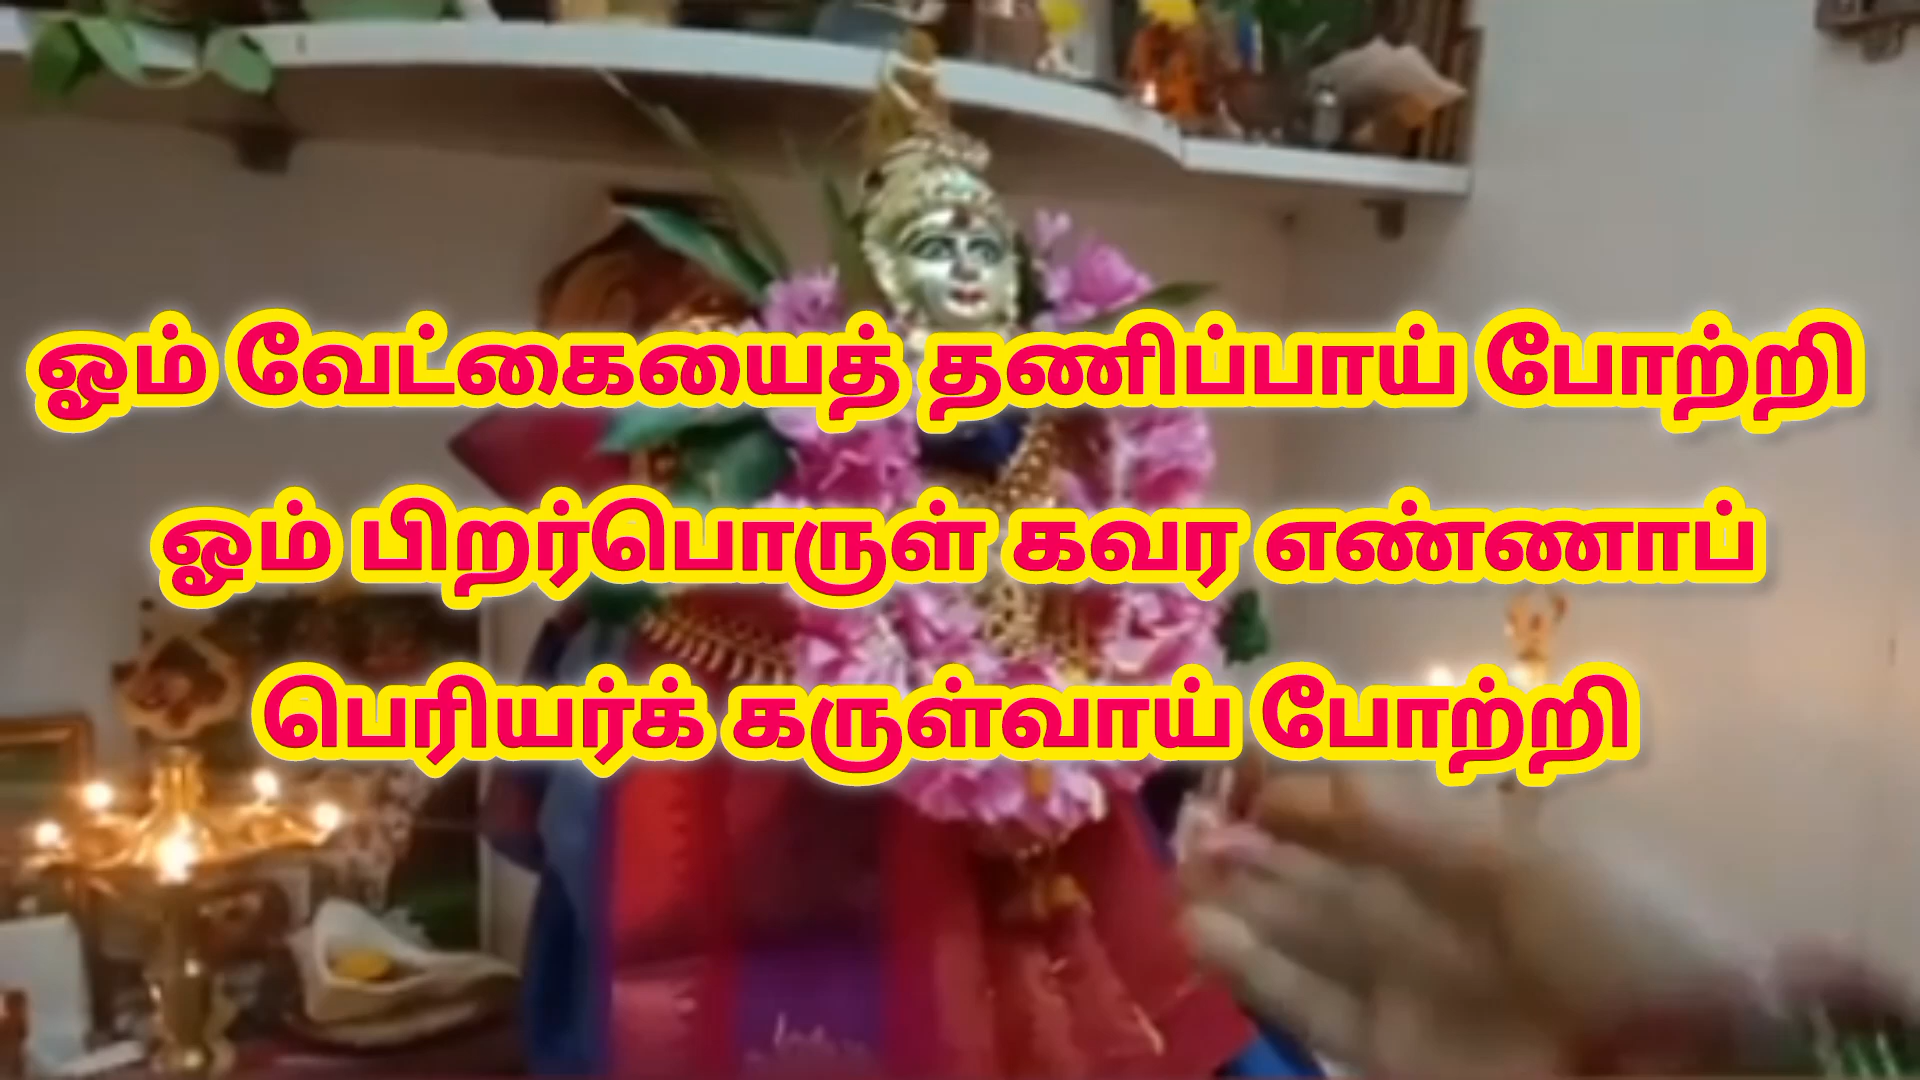 ஓம் வேட்கையைத் தணிப்பாய் போற்றி
ஓம் பிறர்பொருள் கவர எண்ணாப்
பெரியர்க் கருள்வாய் போற்றி